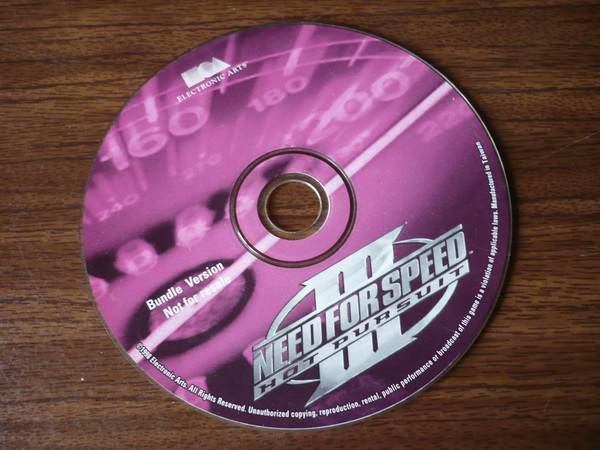 ELECTRONIC ARTS
160
180
200
220
240
Bundle Version
Not for resale
III
NEED FOR SPEED™
HOT PURSUIT
©1998 Electronic Arts. All Rights Reserved. Unauthorized copying, reproduction, rental, public performance or broadcast of this game is a violation of applicable laws. Manufactured in Taiwan